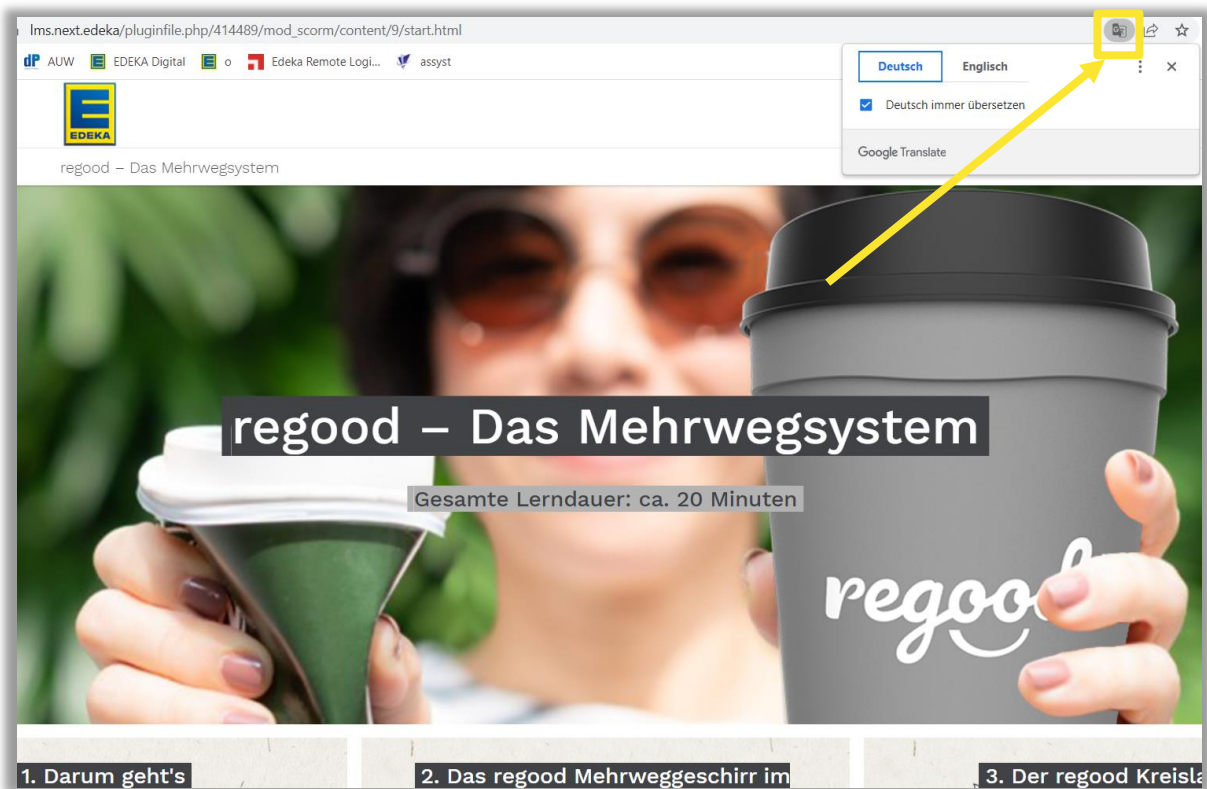 lms.next.edeka/pluginfile.php/414489/mod_scorm/content/9/start.html
dP AUW EDEKA Digital o Edeka Remote Logi... assyst
Deutsch Englisch
Deutsch immer übersetzen
Google Translate
EDEKA
regood – Das Mehrwegsystem
regood – Das Mehrwegsystem
Gesamte Lerndauer: ca. 20 Minuten
regood
1. Darum geht's
2. Das regood Mehrweggeschirr im
3. Der regood